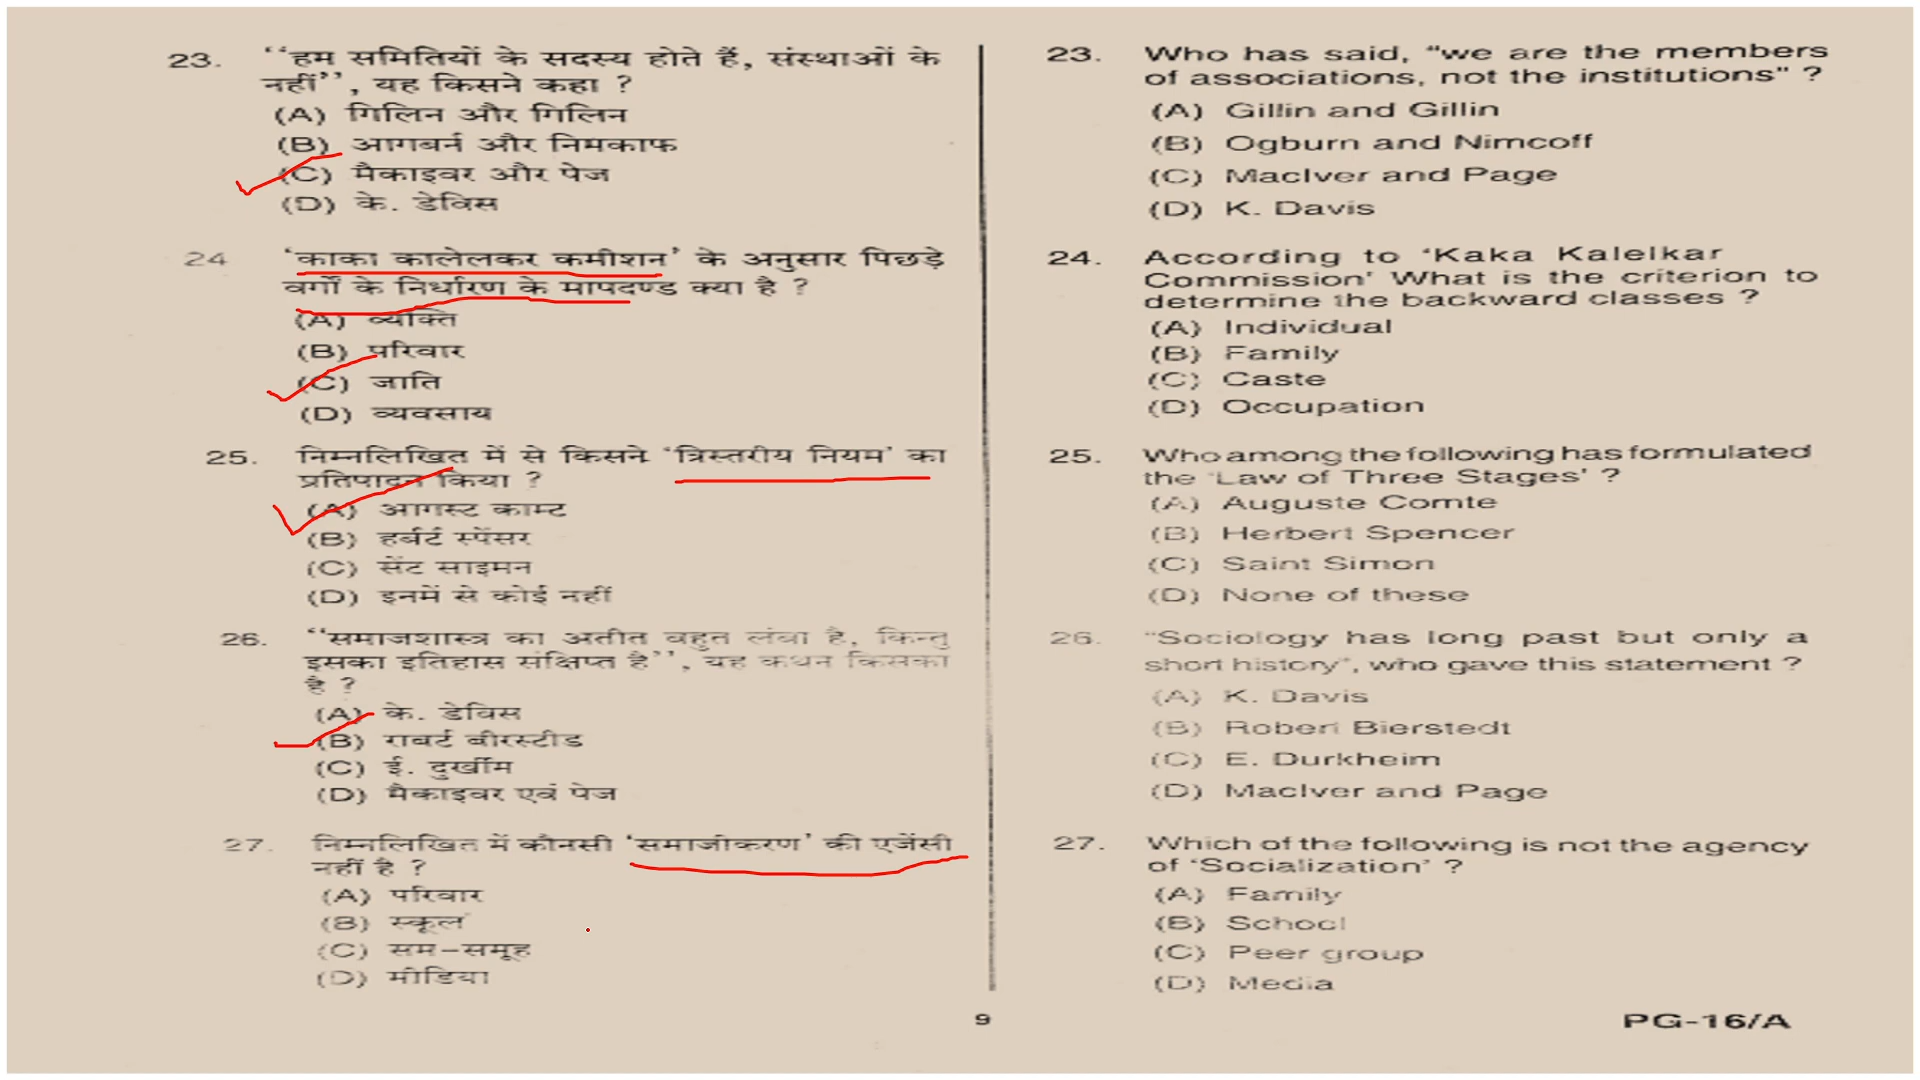 23. ‘‘हम समितियों के सदस्य होते हैं, संस्थाओं के
नहीं’’, यह किसने कहा ?
(A) गिलिन और गिलिन
(B) आगबर्न और निमकाफ
(C) मैकाइवर और पेज
(D) के. डेविस
24 ‘काका कालेलकर कमीशन’ के अनुसार पिछड़े
वर्गों के निर्धारण के मापदण्ड क्या है ?
(A) व्यक्ति
(B) परिवार
(C) जाति
(D) व्यवसाय
25. निम्नलिखित में से किसने ‘त्रिस्तरीय नियम’ का
प्रतिपादन किया ?
(A) आगस्ट काम्ट
(B) हर्बर्ट स्पेंसर
(C) सेंट साइमन
(D) इनमें से कोई नहीं
26. ‘‘समाजशास्त्र का अतीत बहुत लंबा है, किन्तु
इसका इतिहास संक्षिप्त है’’, यह कथन किसका
है ?
(A) के. डेविस
(B) राबर्ट बीरस्टीड
(C) ई. दुर्खीम
(D) मैकाइवर एवं पेज
27. निम्नलिखित में कौनसी ‘समाजीकरण’ की एजेंसी
नहीं है ?
(A) परिवार
(B) स्कूल
(C) सम-समूह
(D) मीडिया
23. Who has said, “we are the members
of associations, not the institutions” ?
(A) Gillin and Gillin
(B) Ogburn and Nimcoff
(C) MacIver and Page
(D) K. Davis
24. According to ‘Kaka Kalelkar
Commission’ What is the criterion to
determine the backward classes ?
(A) Individual
(B) Family
(C) Caste
(D) Occupation
25. Who among the following has formulated
the ‘Law of Three Stages’ ?
(A) Auguste Comte
(B) Herbert Spencer
(C) Saint Simon
(D) None of these
26. “Sociology has long past but only a
short history”, who gave this statement ?
(A) K. Davis
(B) Robert Bierstedt
(C) E. Durkheim
(D) MacIver and Page
27. Which of the following is not the agency
of ‘Socialization’ ?
(A) Family
(B) School
(C) Peer group
(D) Media
9
PG-16/A